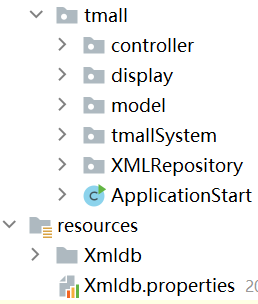 tmall
controller
display
model
tmallSystem
XMLRepository
ApplicationStart
resources
Xmldb
Xmldb.properties 20